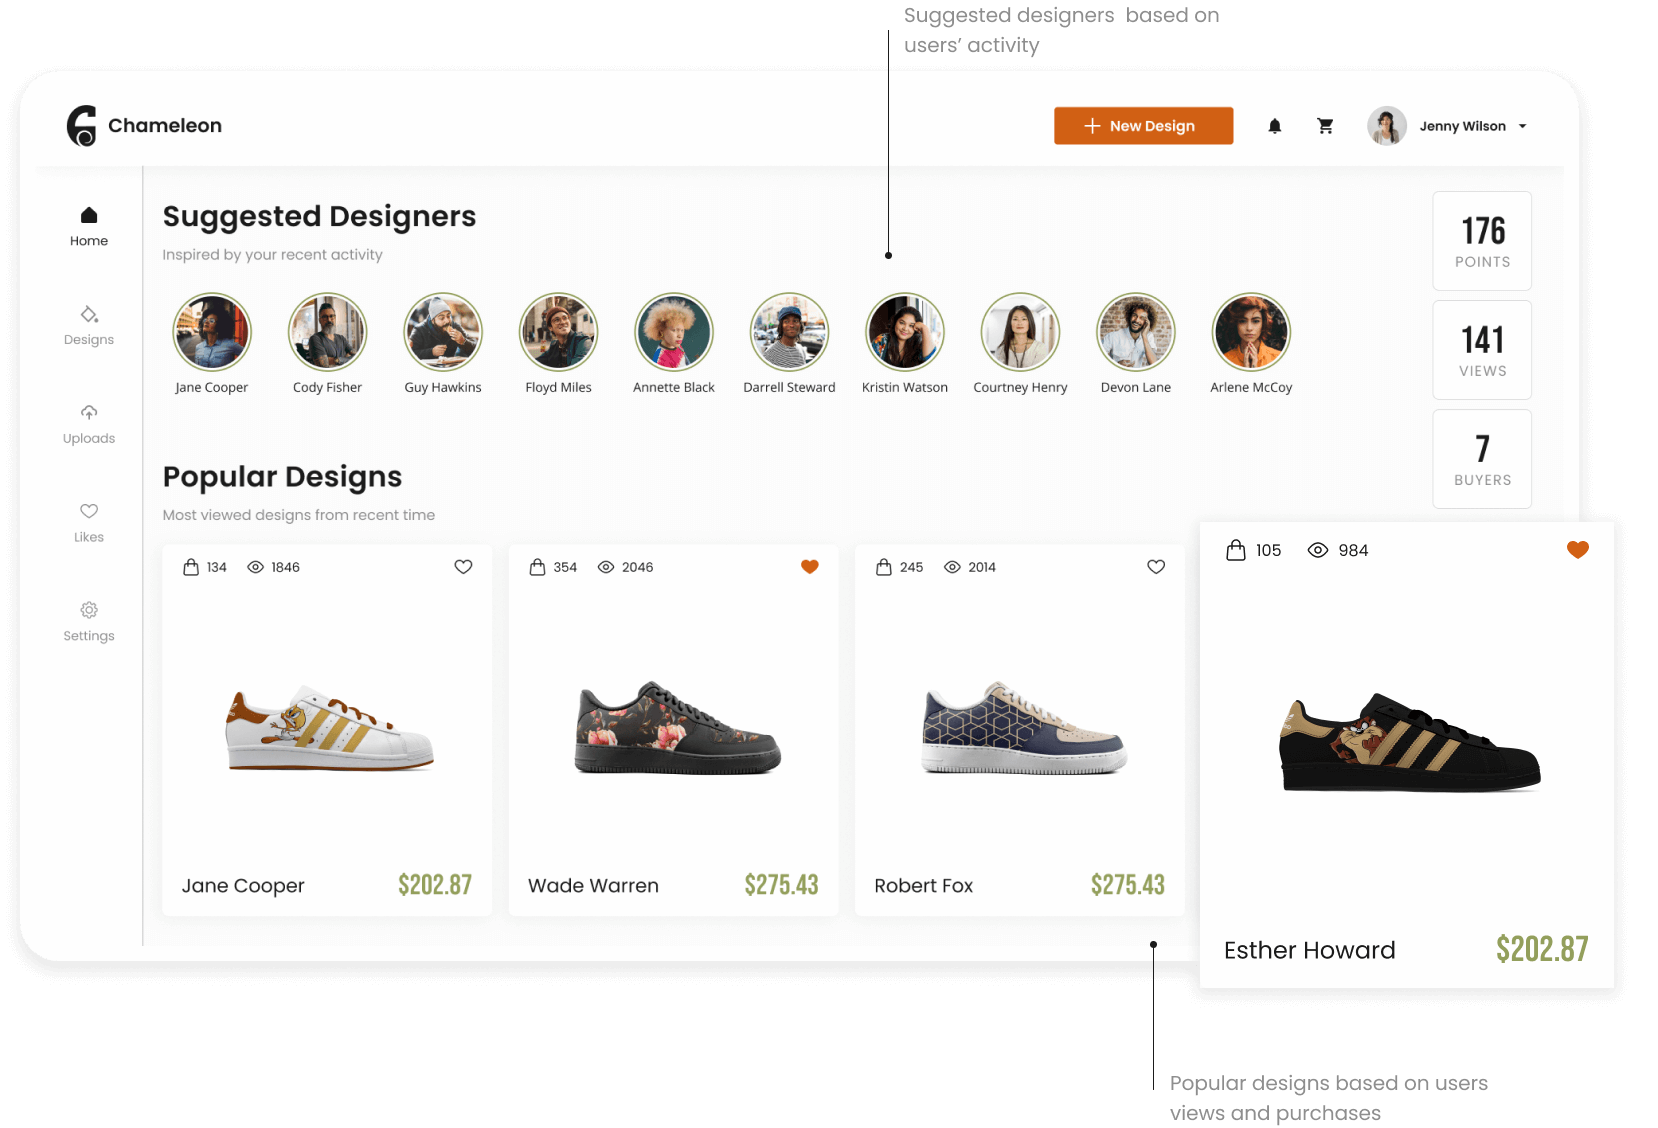 Suggested designers based on
users’ activity
Chameleon
New Design
Jenny Wilson
Home
Designs
Uploads
Likes
Settings
Suggested Designers
Inspired by your recent activity
Jane Cooper
Cody Fisher
Guy Hawkins
Floyd Miles
Annette Black
Darrell Steward
Kristin Watson
Courtney Henry
Devon Lane
Arlene McCoy
176
POINTS
141
VIEWS
7
BUYERS
Popular Designs
Most viewed designs from recent time
134 1846
Jane Cooper $202.87
354 2046
Wade Warren $275.43
245 2014
Robert Fox $275.43
105 984
Esther Howard $202.87
Popular designs based on users
views and purchases